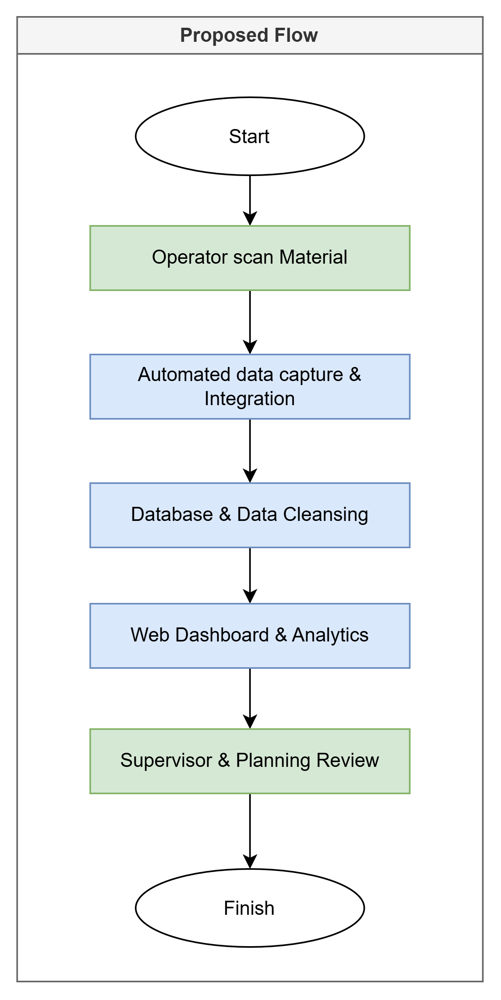 Proposed Flow
Start
Operator scan Material
Automated data capture &
Integration
Database & Data Cleansing
Web Dashboard & Analytics
Supervisor & Planning Review
Finish